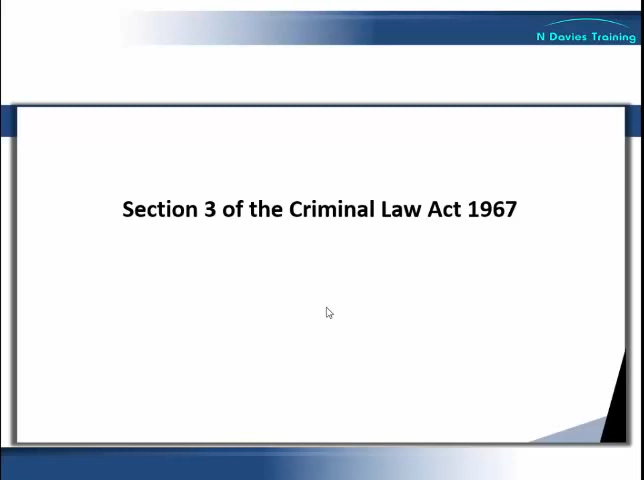 N Davies Training
Section 3 of the Criminal Law Act 1967